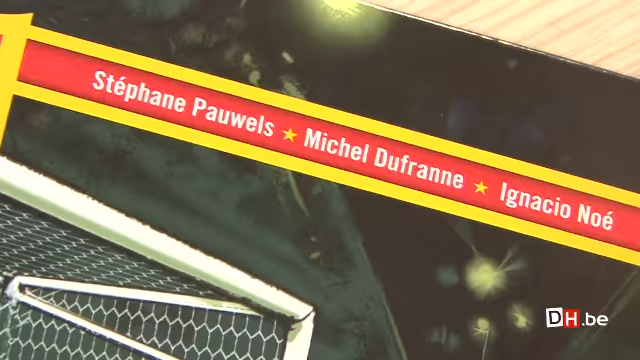 Stéphane Pauwels ★ Michel Dufranne ★ Ignacio Noé
DH.be